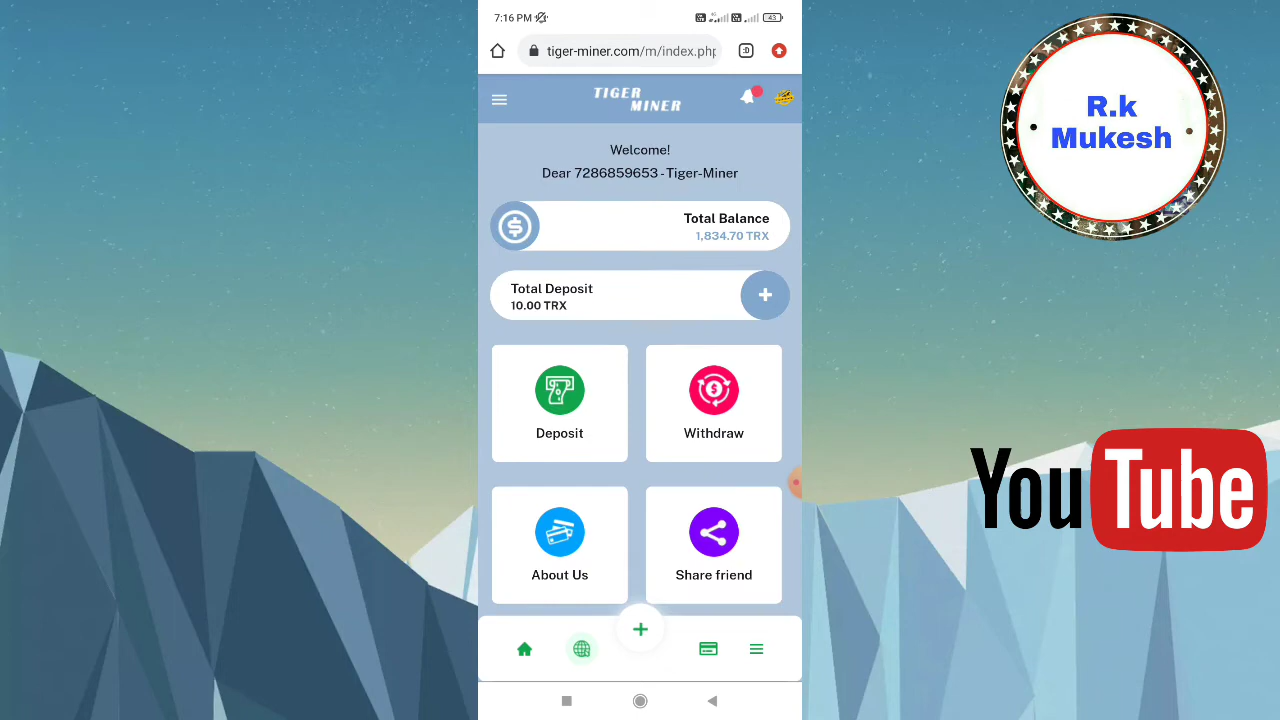 7:16 PM
43
tiger-miner.com/m/index.php
:D
TIGER
MINER
Welcome!
Dear 7286859653 - Tiger-Miner
Total Balance
1,834.70 TRX
Total Deposit
10.00 TRX
Deposit
Withdraw
About Us
Share friend
R.k
Mukesh
YouTube